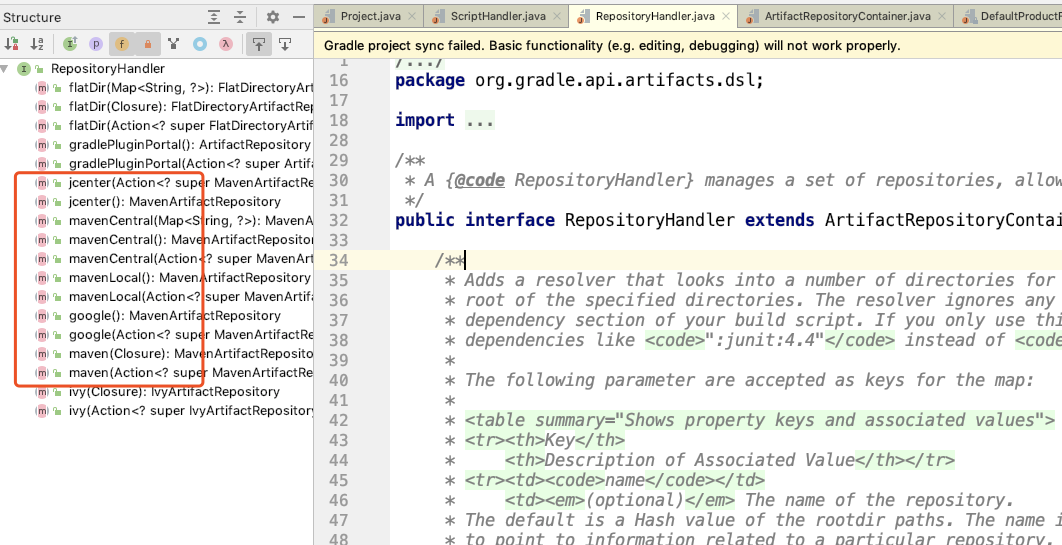 Structure
Project.java
ScriptHandler.java
RepositoryHandler.java
ArtifactRepositoryContainer.java
DefaultProductF
Gradle project sync failed. Basic functionality (e.g. editing, debugging) will not work properly.
RepositoryHandler
flatDir(Map<String, ?>): FlatDirectoryArt
flatDir(Closure): FlatDirectoryArtifactRep
flatDir(Action<? super FlatDirectoryArtif
gradlePluginPortal(): ArtifactRepository
gradlePluginPortal(Action<? super Artif
jcenter(Action<? super MavenArtifactRe
jcenter(): MavenArtifactRepository
mavenCentral(Map<String, ?>): MavenA
mavenCentral(): MavenArtifactRepositor
mavenCentral(Action<? super MavenArt
mavenLocal(): MavenArtifactRepository
mavenLocal(Action<? super MavenArtif
google(): MavenArtifactRepository
google(Action<? super MavenArtifactRe
maven(Closure): MavenArtifactReposito
maven(Action<? super MavenArtifactRe
ivy(Closure): IvyArtifactRepository
ivy(Action<? super IvyArtifactRepository
1 /.../
16 package org.gradle.api.artifacts.dsl;
17
18 import ...
28
29 /**
30 * A {@code RepositoryHandler} manages a set of repositories, allow
31 */
32 public interface RepositoryHandler extends ArtifactRepositoryContai
33
34 /**
35 * Adds a resolver that looks into a number of directories for
36 * root of the specified directories. The resolver ignores any
37 * dependency section of your build script. If you only use thi
38 * dependencies like <code>":junit:4.4"</code> instead of <code
39 *
40 * The following parameter are accepted as keys for the map:
41 *
42 * <table summary="Shows property keys and associated values">
43 * <tr><th>Key</th>
44 * <th>Description of Associated Value</th></tr>
45 * <tr><td><code>name</code></td>
46 * <td><em>(optional)</em> The name of the repository.
47 * The default is a Hash value of the rootdir paths. The name i
48 * to point to information related to a particular repository.